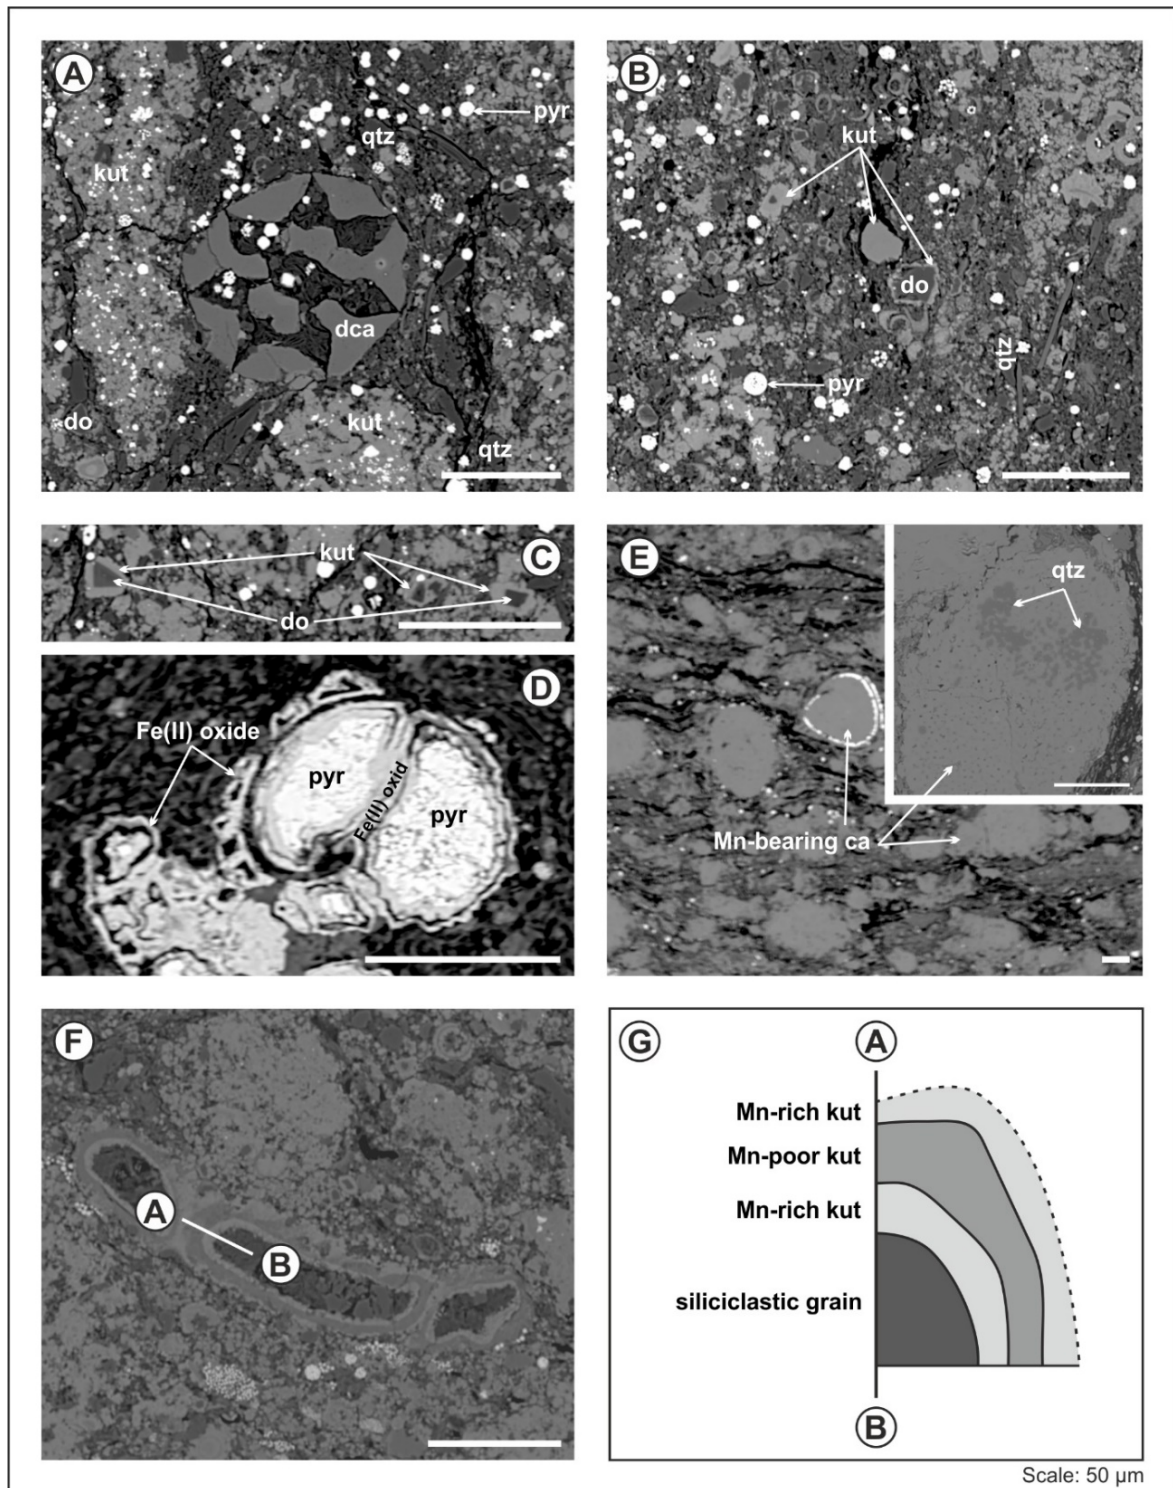 A
pyr
qtz
kut
dca
kut
do
qtz
B
kut
do
qtz
pyr
C
kut
do
D
Fe(II) oxide
pyr
Fe(II) oxid
pyr
E
qtz
Mn-bearing ca
F
A
B
G
A
Mn-rich kut
Mn-poor kut
Mn-rich kut
siliciclastic grain
B
Scale: 50 µm